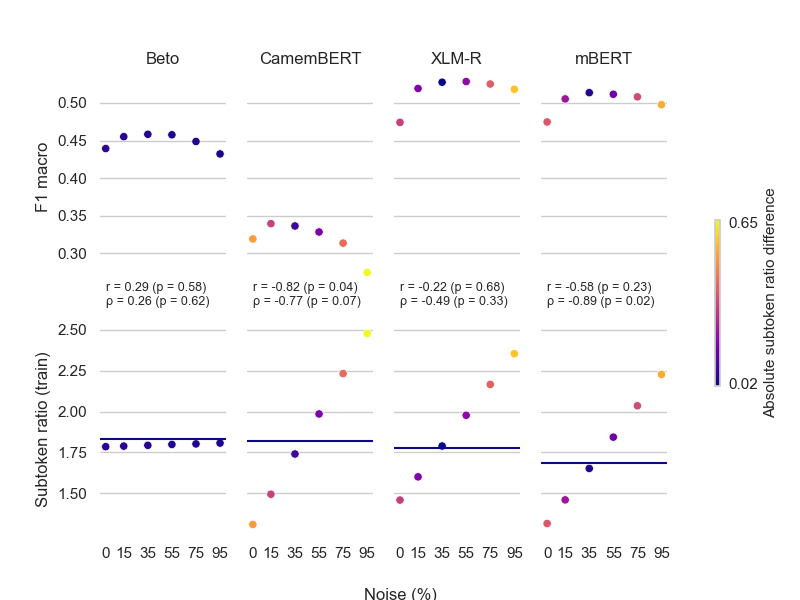 Beto CamemBERT XLM-R mBERT
F1 macro
0.50
0.45
0.40
0.35
0.30
r = 0.29 (p = 0.58) r = -0.82 (p = 0.04) r = -0.22 (p = 0.68) r = -0.58 (p = 0.23)
ρ = 0.26 (p = 0.62) ρ = -0.77 (p = 0.07) ρ = -0.49 (p = 0.33) ρ = -0.89 (p = 0.02)
Subtoken ratio (train)
2.50
2.25
2.00
1.75
1.50
0 15 35 55 75 95 0 15 35 55 75 95 0 15 35 55 75 95 0 15 35 55 75 95
Noise (%)
0.65
0.02
Absolute subtoken ratio difference